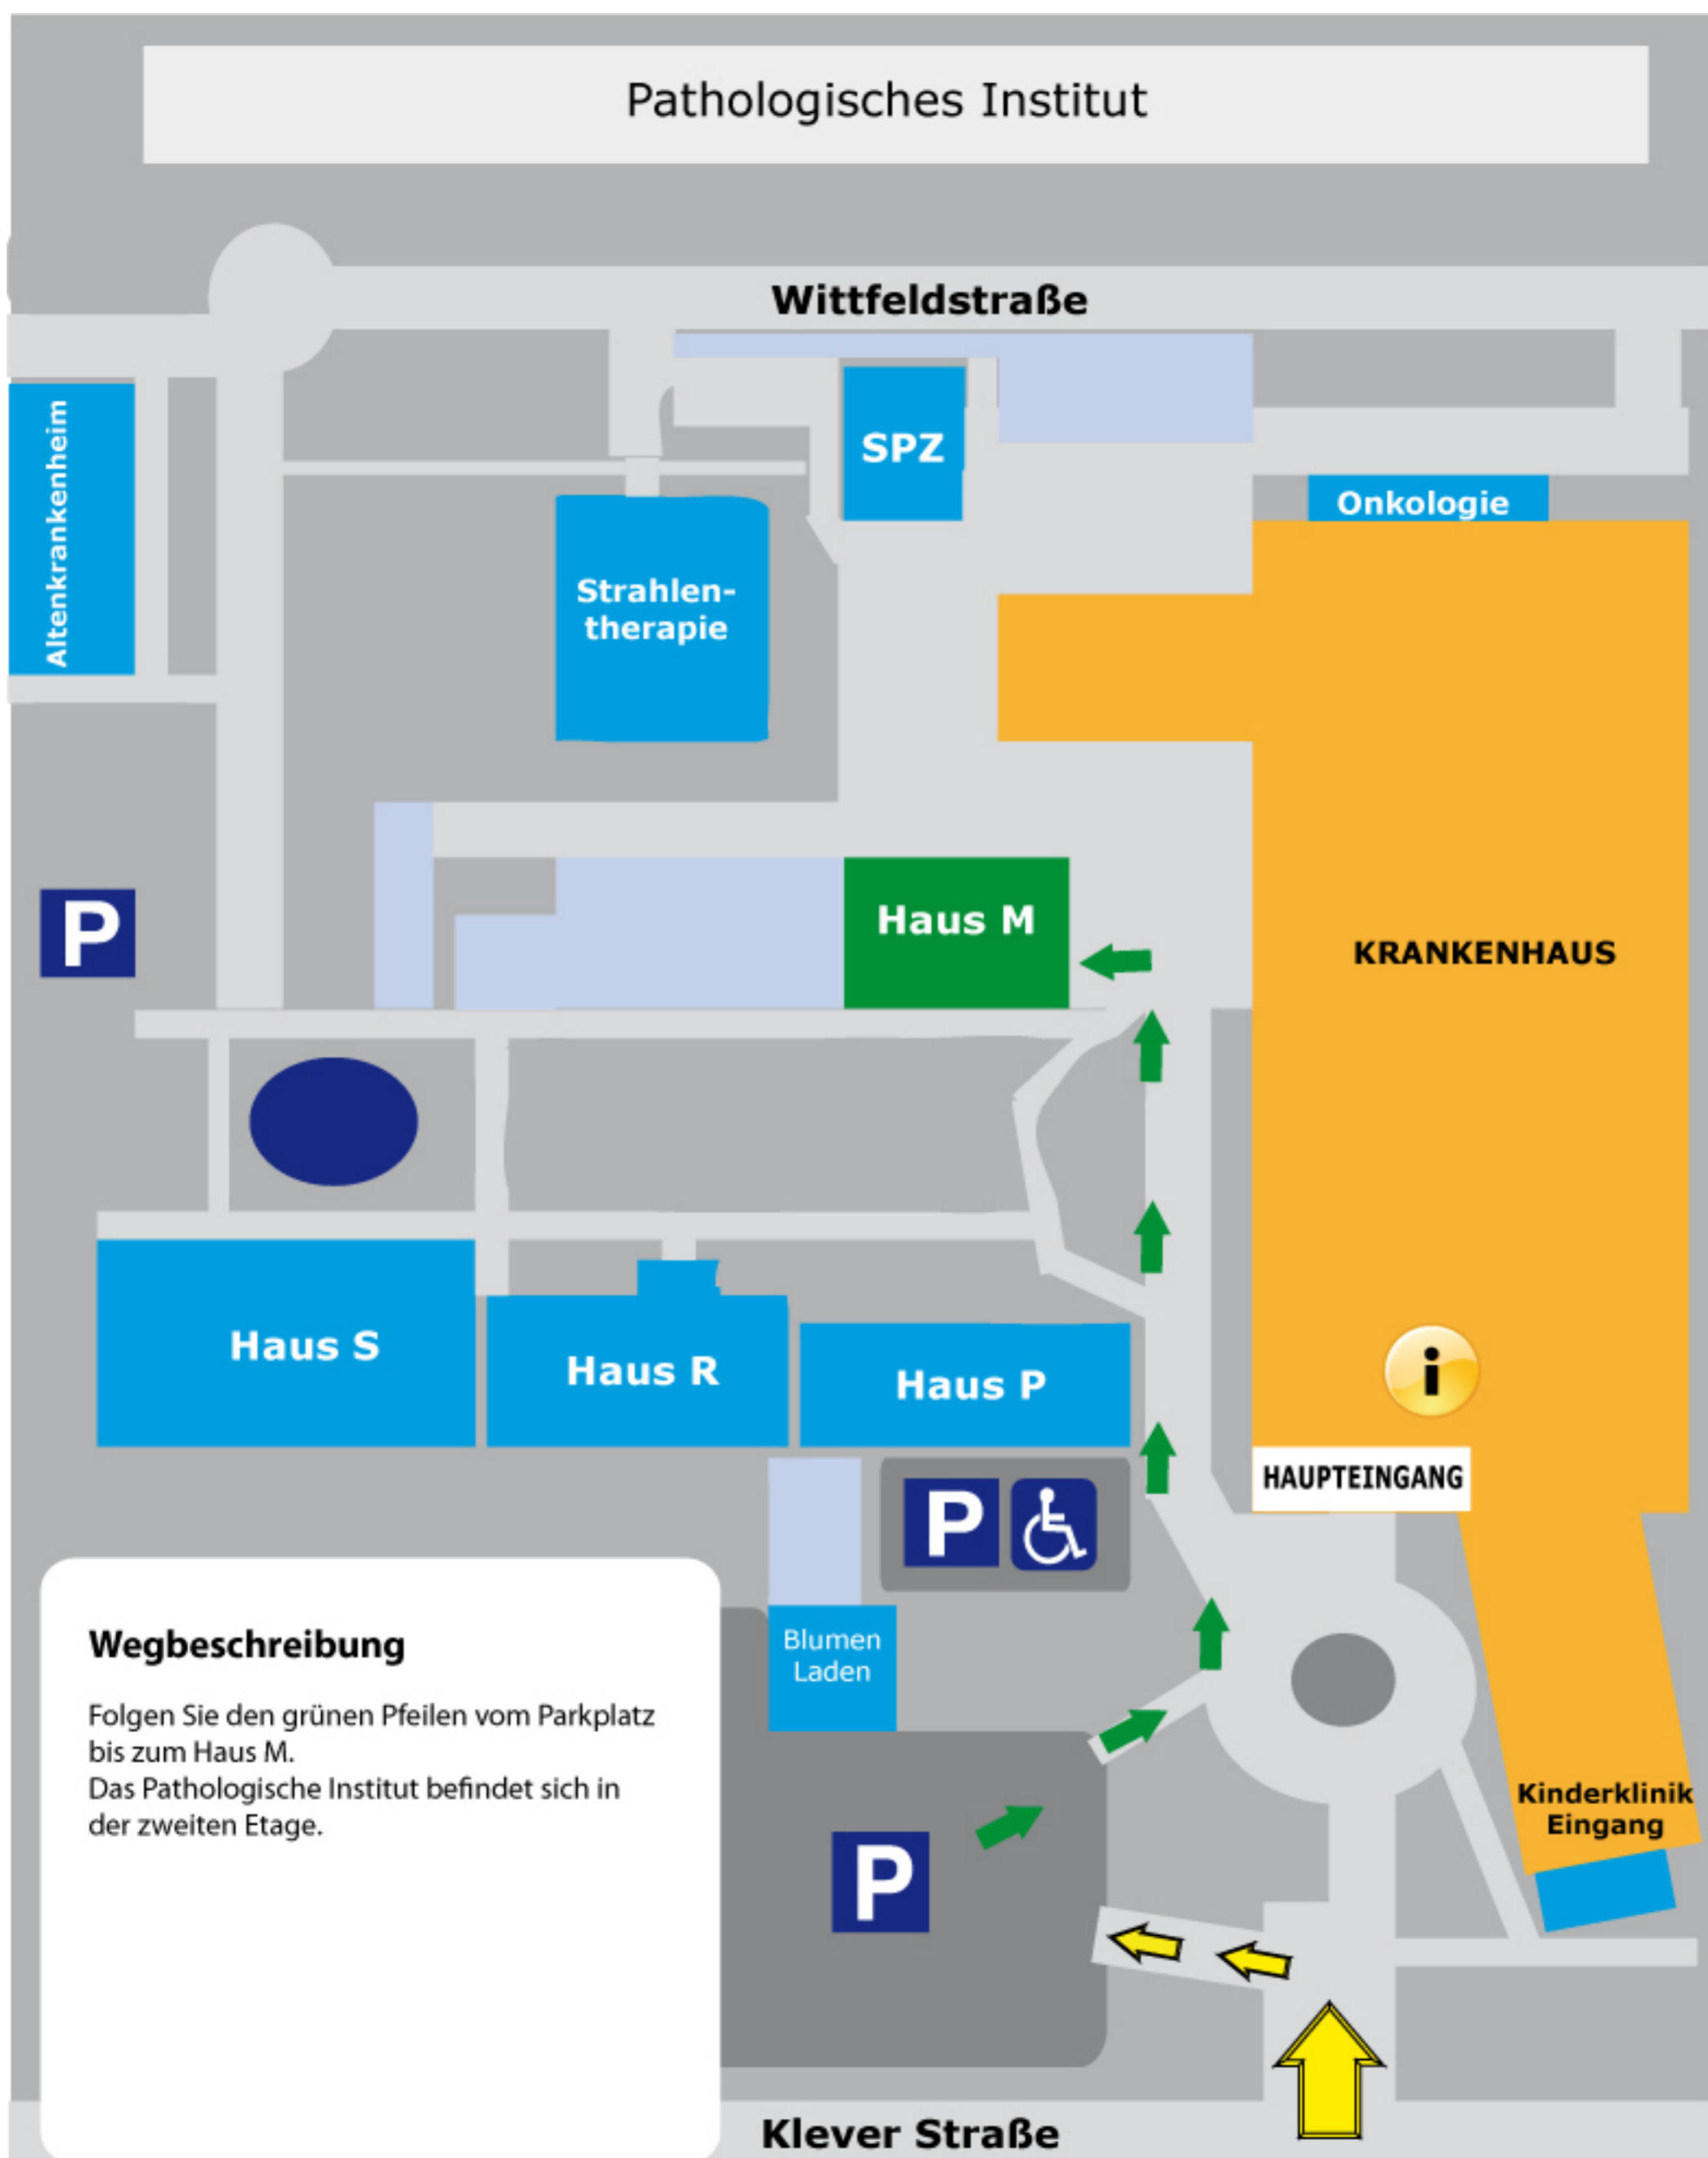 Pathologisches Institut
Wittfeldstraße
Altenkrankenheim
SPZ
Onkologie
Strahlen-
therapie
P
Haus M
KRANKENHAUS
i
Haus S
Haus R
Haus P
HAUPTEINGANG
P
Blumen
Laden
Wegbeschreibung
Folgen Sie den grünen Pfeilen vom Parkplatz
bis zum Haus M.
Das Pathologische Institut befindet sich in
der zweiten Etage.
Kinderklinik
Eingang
P
Klever Straße